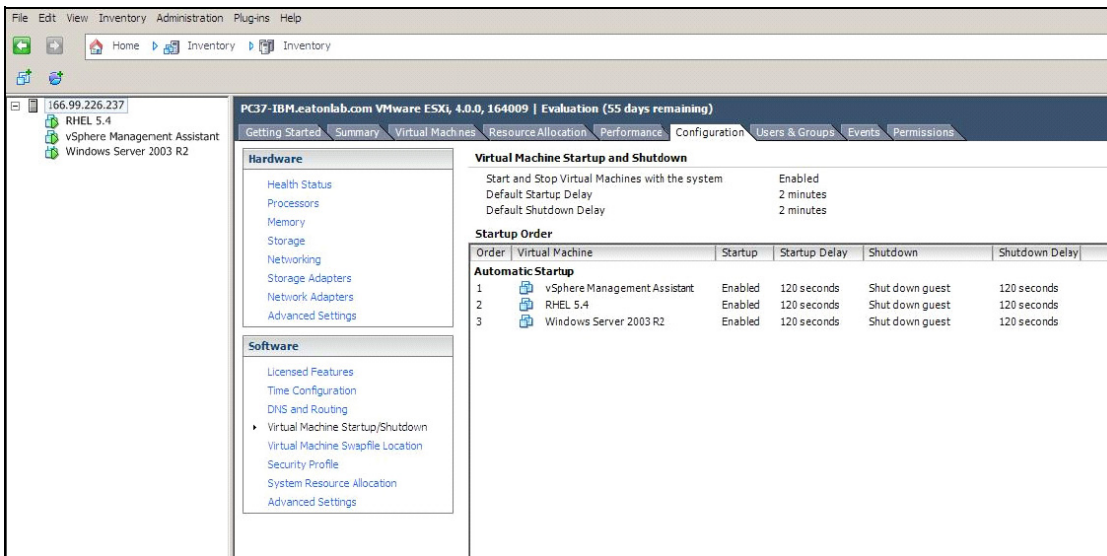 File Edit View Inventory Administration Plug-ins Help
Home Inventory Inventory
166.99.226.237
RHEL 5.4
vSphere Management Assistant
Windows Server 2003 R2
PC37-IBM.eatonlab.com VMware ESXi, 4.0.0, 164009 | Evaluation (55 days remaining)
Getting Started Summary Virtual Machines Resource Allocation Performance Configuration Users & Groups Events Permissions
Hardware
Health Status
Processors
Memory
Storage
Networking
Storage Adapters
Network Adapters
Advanced Settings
Software
Licensed Features
Time Configuration
DNS and Routing
Virtual Machine Startup/Shutdown
Virtual Machine Swapfile Location
Security Profile
System Resource Allocation
Advanced Settings
Virtual Machine Startup and Shutdown
Start and Stop Virtual Machines with the system Enabled
Default Startup Delay 2 minutes
Default Shutdown Delay 2 minutes
Startup Order
Order Virtual Machine Startup Startup Delay Shutdown Shutdown Delay
Automatic Startup
1 vSphere Management Assistant Enabled 120 seconds Shut down guest 120 seconds
2 RHEL 5.4 Enabled 120 seconds Shut down guest 120 seconds
3 Windows Server 2003 R2 Enabled 120 seconds Shut down guest 120 seconds